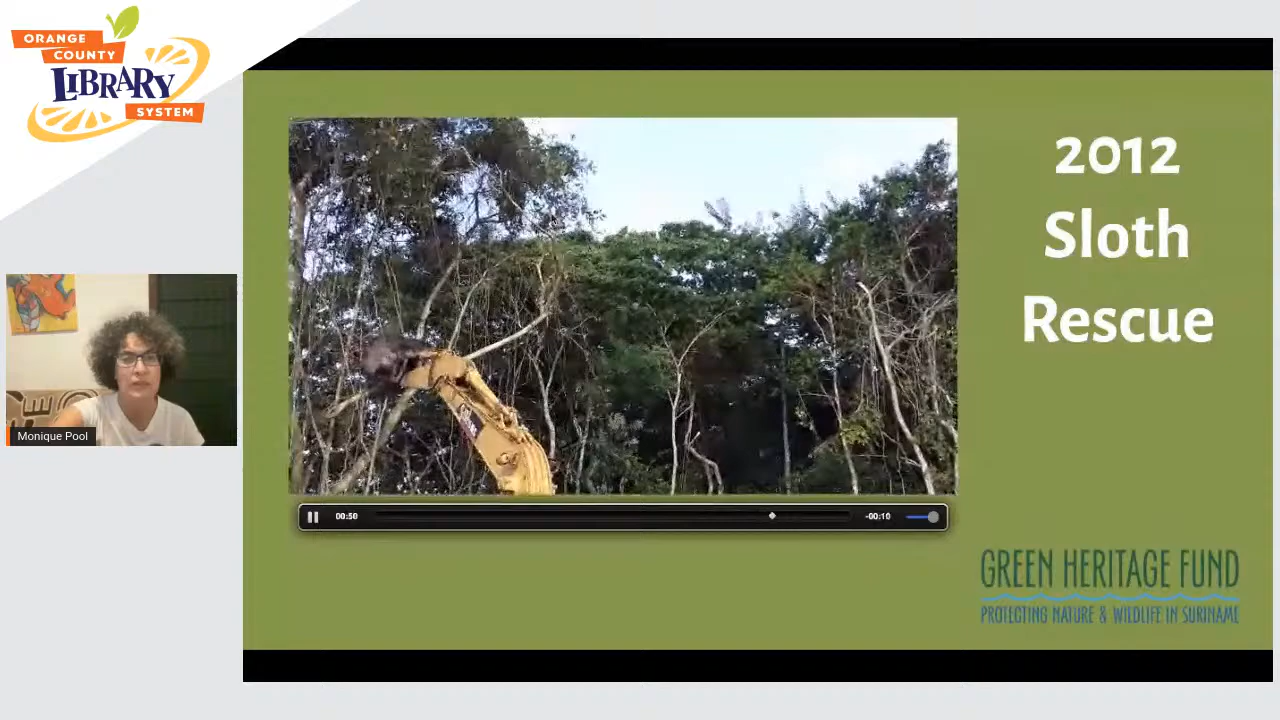 ORANGE
COUNTY
LIBRARY
SYSTEM
2012
Sloth
Rescue
Monique Pool
00:50
-00:10
GREEN HERITAGE FUND
PROTECTING NATURE & WILDLIFE IN SURINAME